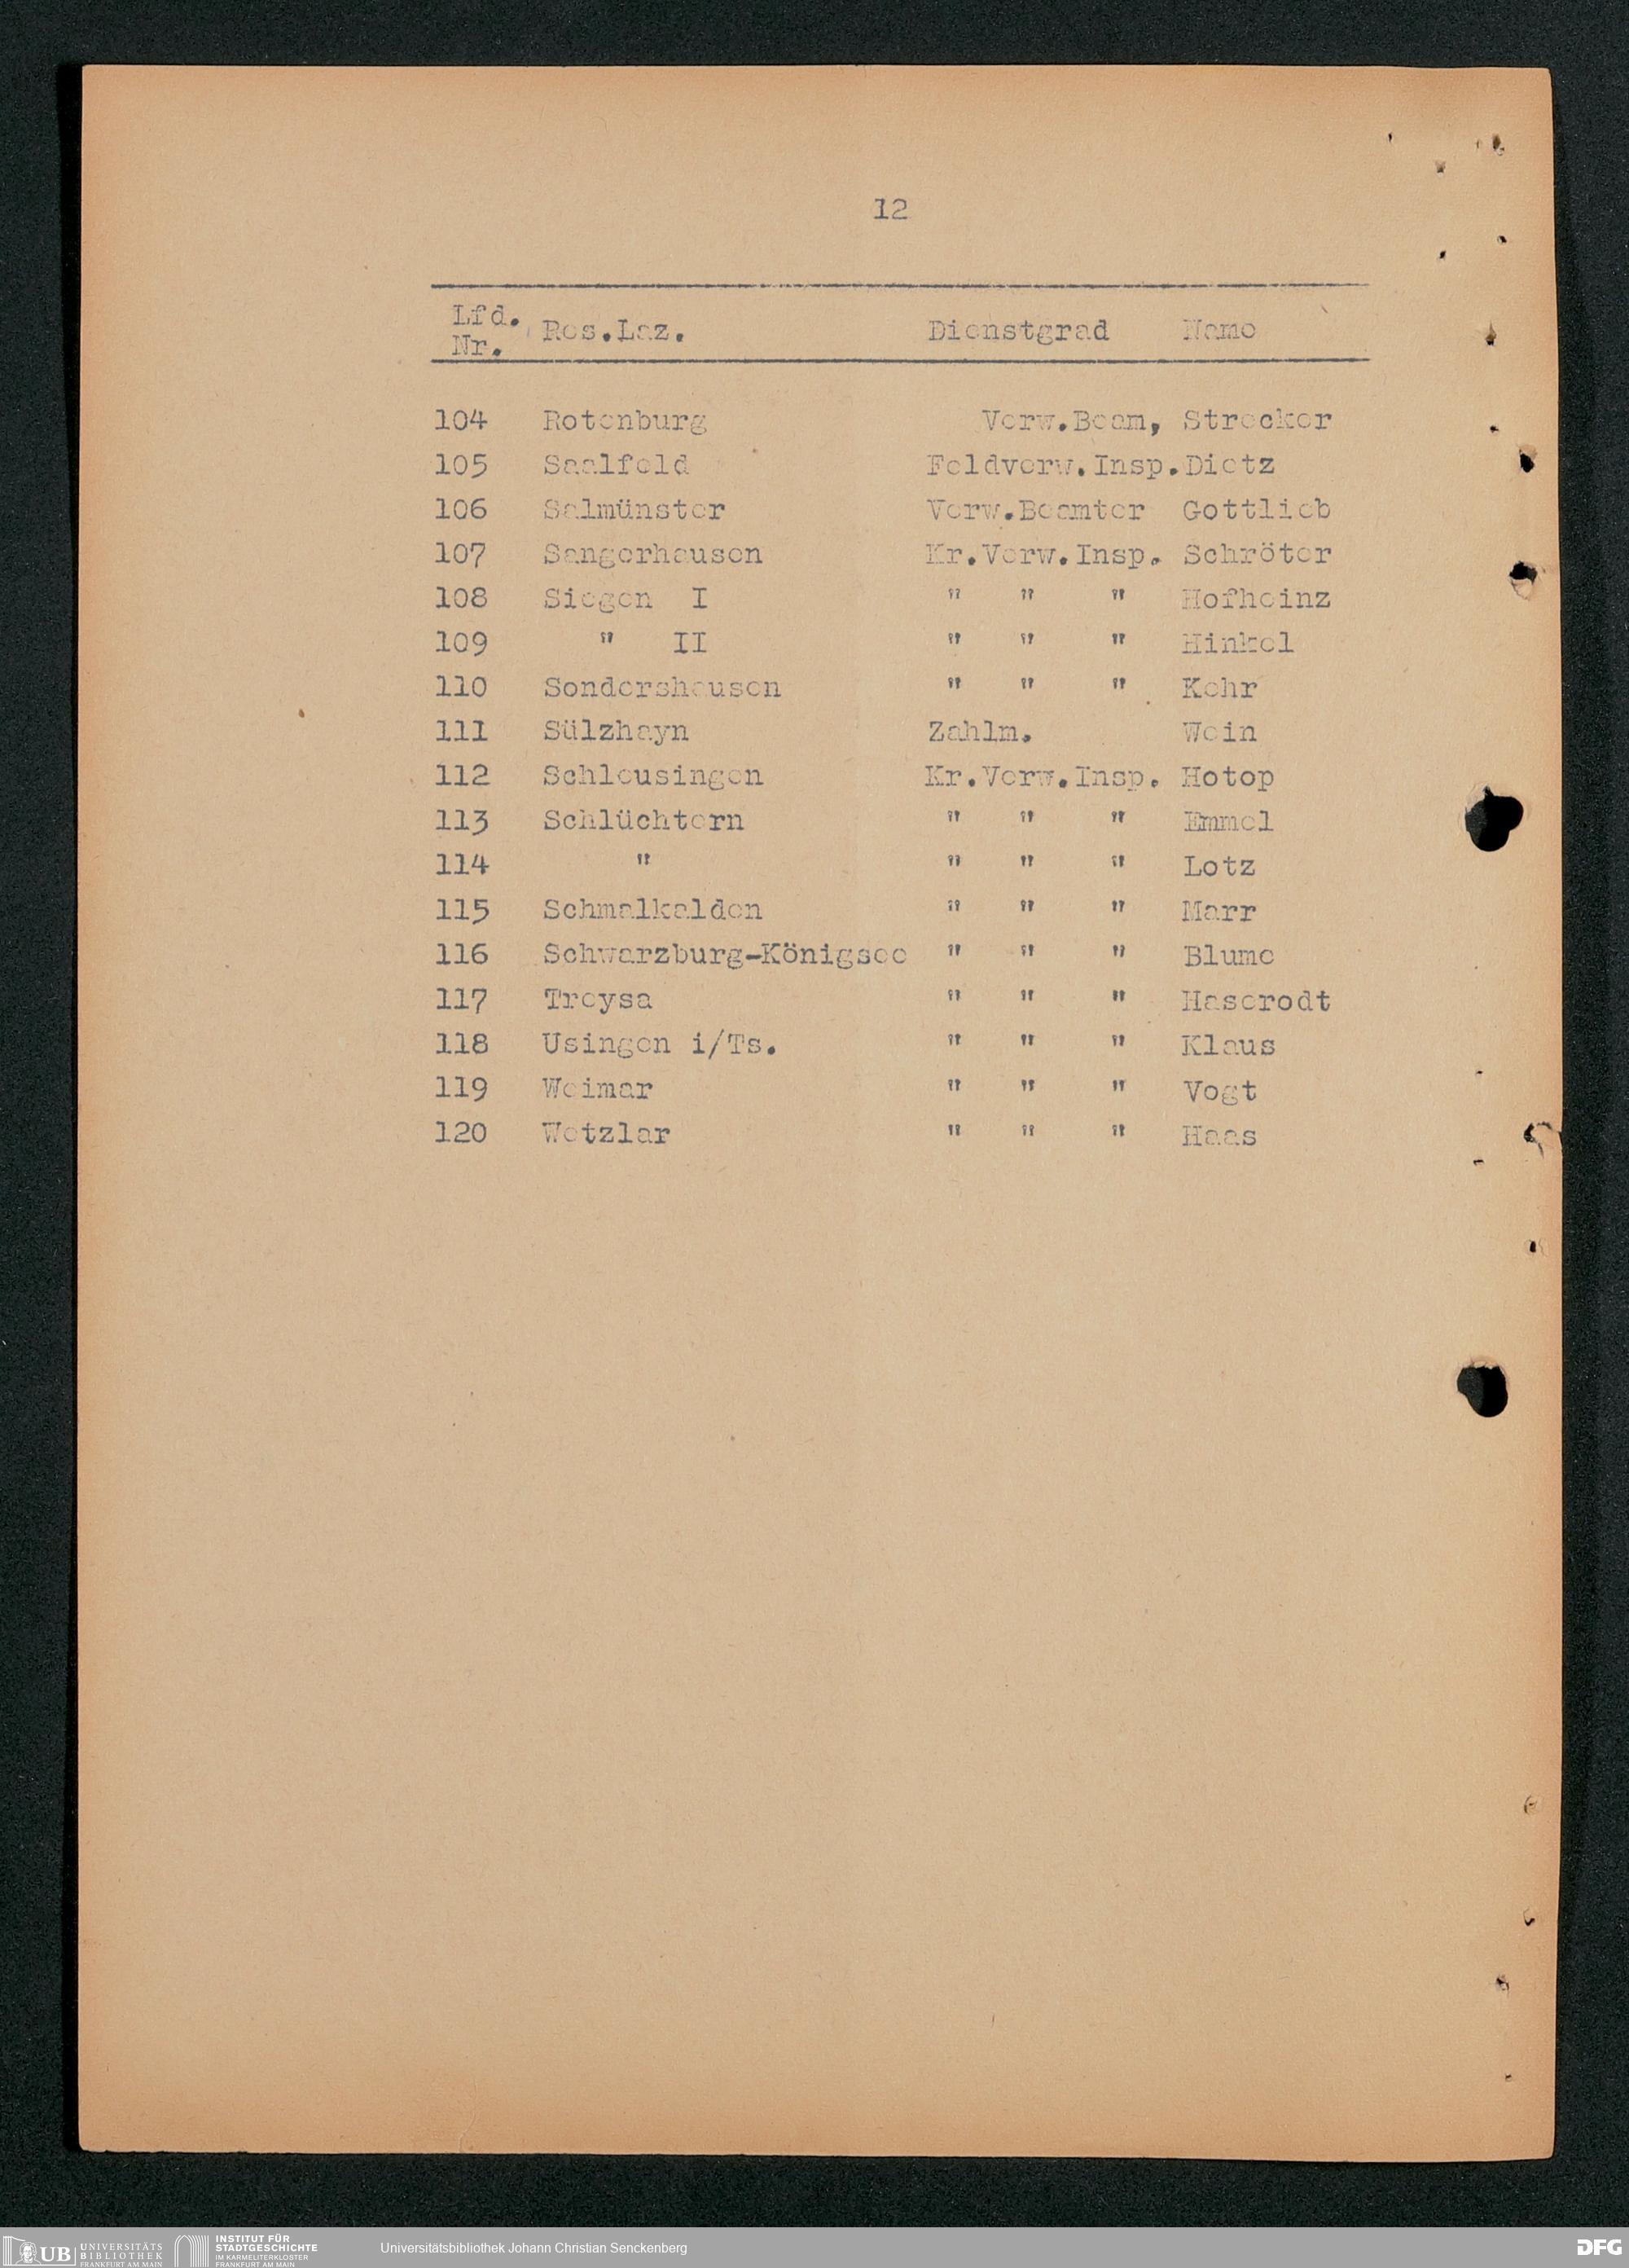 12
Lfd. Nr. Res.Laz. Dienstgrad Name
104 Rotenburg Verw.Beam, Strecker
105 Saalfeld Feldverw.Insp. Dietz
106 Salmünster Verw.Beamter Gottlieb
107 Sangerhausen Kr.Verw.Insp. Schröter
108 Siegen I " " " Hofheinz
109 " II " " " Hinkel
110 Sondershausen " " " Kehr
111 Sülzhayn Zahlm. Wein
112 Schleusingen Kr.Verw.Insp. Hotop
113 Schlüchtern " " " Emmel
114 " " " " Lotz
115 Schmalkalden " " " Marr
116 Schwarzburg-Königsee " " " Blume
117 Treysa " " " Haserodt
118 Usingen i/Ts. " " " Klaus
119 Weimar " " " Vogt
120 Wetzlar " " " Haas
UB UNIVERSITÄTS BIBLIOTHEK FRANKFURT AM MAIN
INSTITUT FÜR STADTGESCHICHTE IM KARMELITERKLOSTER FRANKFURT AM MAIN
Universitätsbibliothek Johann Christian Senckenberg
DFG